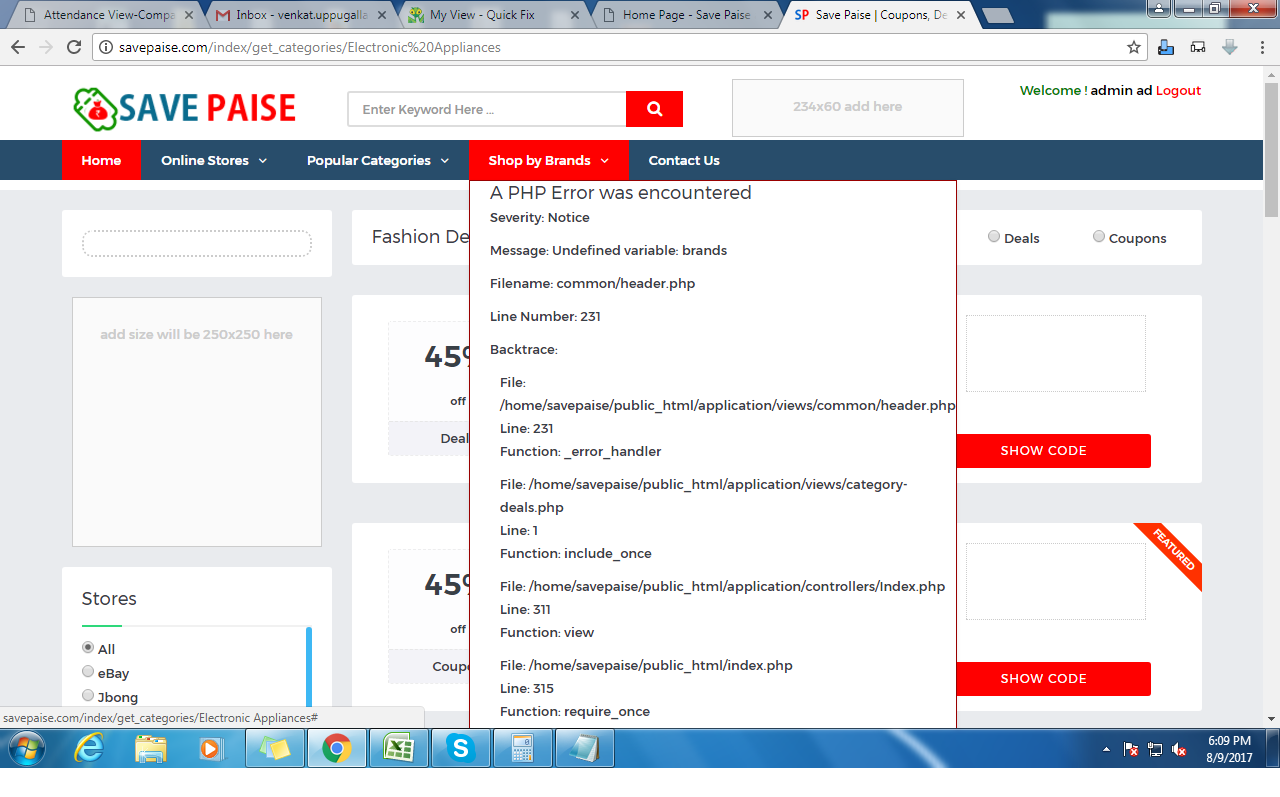 Attendance View-Compa
Inbox - venkat.uppugalla
My View - Quick Fix
Home Page - Save Paise
SP Save Paise | Coupons, De
savepaise.com/index/get_categories/Electronic%20Appliances
SAVE PAISE
Enter Keyword Here ...
234x60 add here
Welcome ! admin ad Logout
Home
Online Stores
Popular Categories
Shop by Brands
Contact Us
A PHP Error was encountered
Severity: Notice
Message: Undefined variable: brands
Filename: common/header.php
Line Number: 231
Backtrace:
File:
/home/savepaise/public_html/application/views/common/header.php
Line: 231
Function: _error_handler
File: /home/savepaise/public_html/application/views/category-
deals.php
Line: 1
Function: include_once
File: /home/savepaise/public_html/application/controllers/Index.php
Line: 311
Function: view
File: /home/savepaise/public_html/index.php
Line: 315
Function: require_once
Fashion De
Deals
Coupons
add size will be 250x250 here
45%
off
Deal
SHOW CODE
45%
off
Coupo
FEATURED
SHOW CODE
Stores
All
eBay
Jbong
savepaise.com/index/get_categories/Electronic Appliances#
6:09 PM
8/9/2017